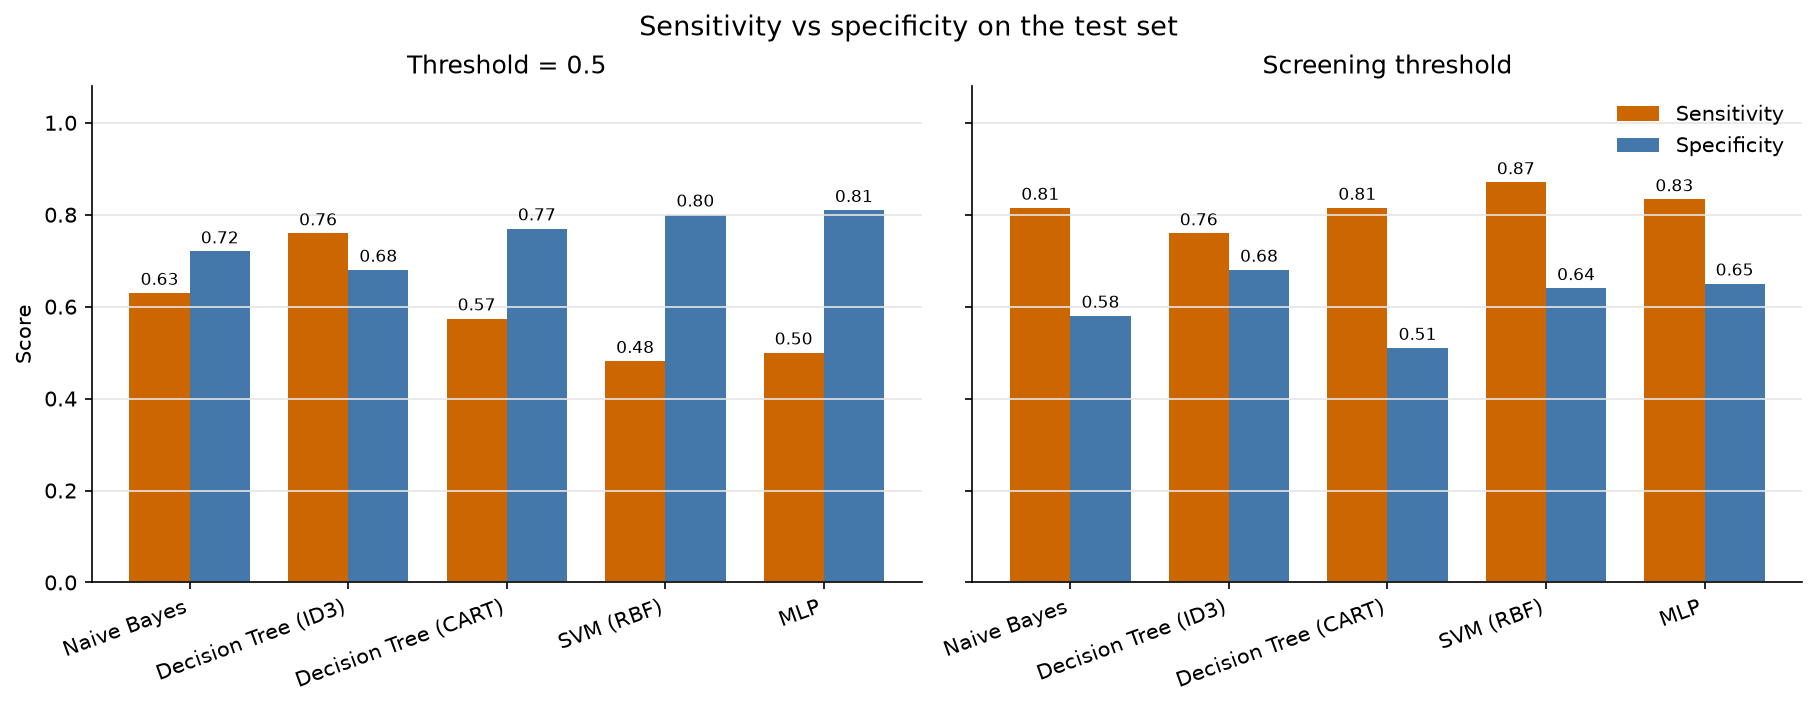 Sensitivity vs specificity on the test set
Threshold = 0.5
Score
1.0
0.8
0.6
0.4
0.2
0.0
0.63
0.72
0.76
0.68
0.57
0.77
0.48
0.80
0.50
0.81
Naive Bayes
Decision Tree (ID3)
Decision Tree (CART)
SVM (RBF)
MLP
Screening threshold
Sensitivity
Specificity
0.81
0.58
0.76
0.68
0.81
0.51
0.87
0.64
0.83
0.65
Naive Bayes
Decision Tree (ID3)
Decision Tree (CART)
SVM (RBF)
MLP